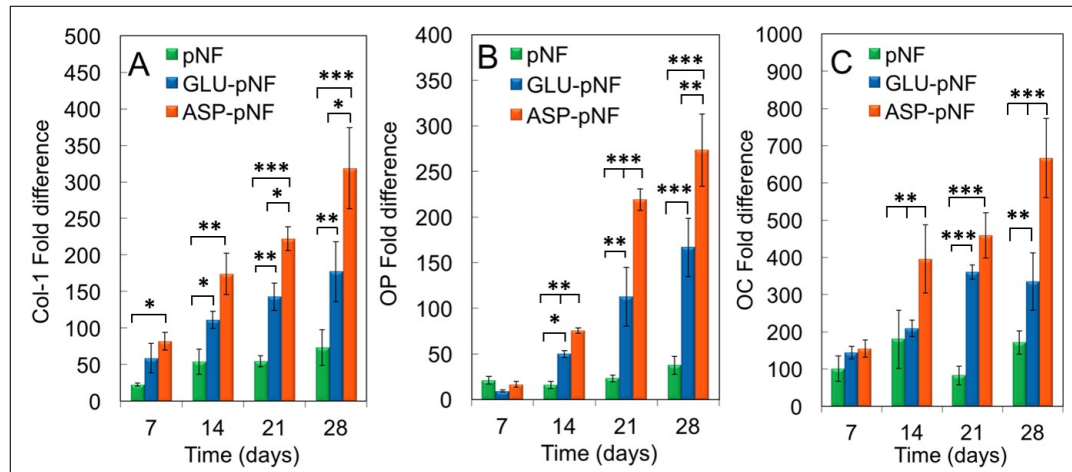 A
pNF
GLU-pNF
ASP-pNF
Col-1 Fold difference
500
450
400
350
300
250
200
150
100
50
0
*
**
*
***
*
**
***
*
**
7 14 21 28
Time (days)
B
pNF
GLU-pNF
ASP-pNF
OP Fold difference
400
350
300
250
200
150
100
50
0
**
*
***
**
***
**
***
7 14 21 28
Time (days)
C
pNF
GLU-pNF
ASP-pNF
OC Fold difference
1000
900
800
700
600
500
400
300
200
100
0
**
***
***
***
**
7 14 21 28
Time (days)